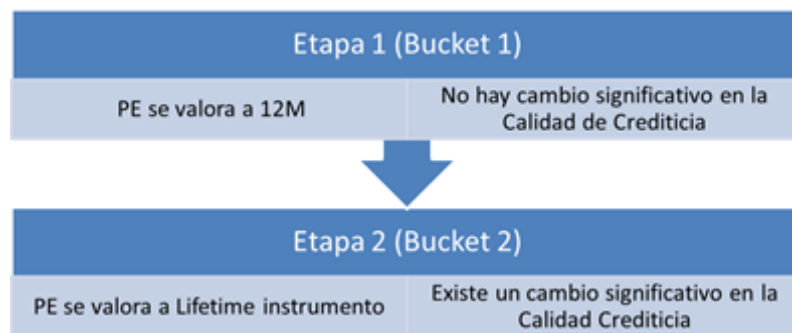 Etapa 1 (Bucket 1)
PE se valora a 12M
No hay cambio significativo en la
Calidad de Crediticia
Etapa 2 (Bucket 2)
PE se valora a Lifetime instrumento
Existe un cambio significativo en la
Calidad Crediticia